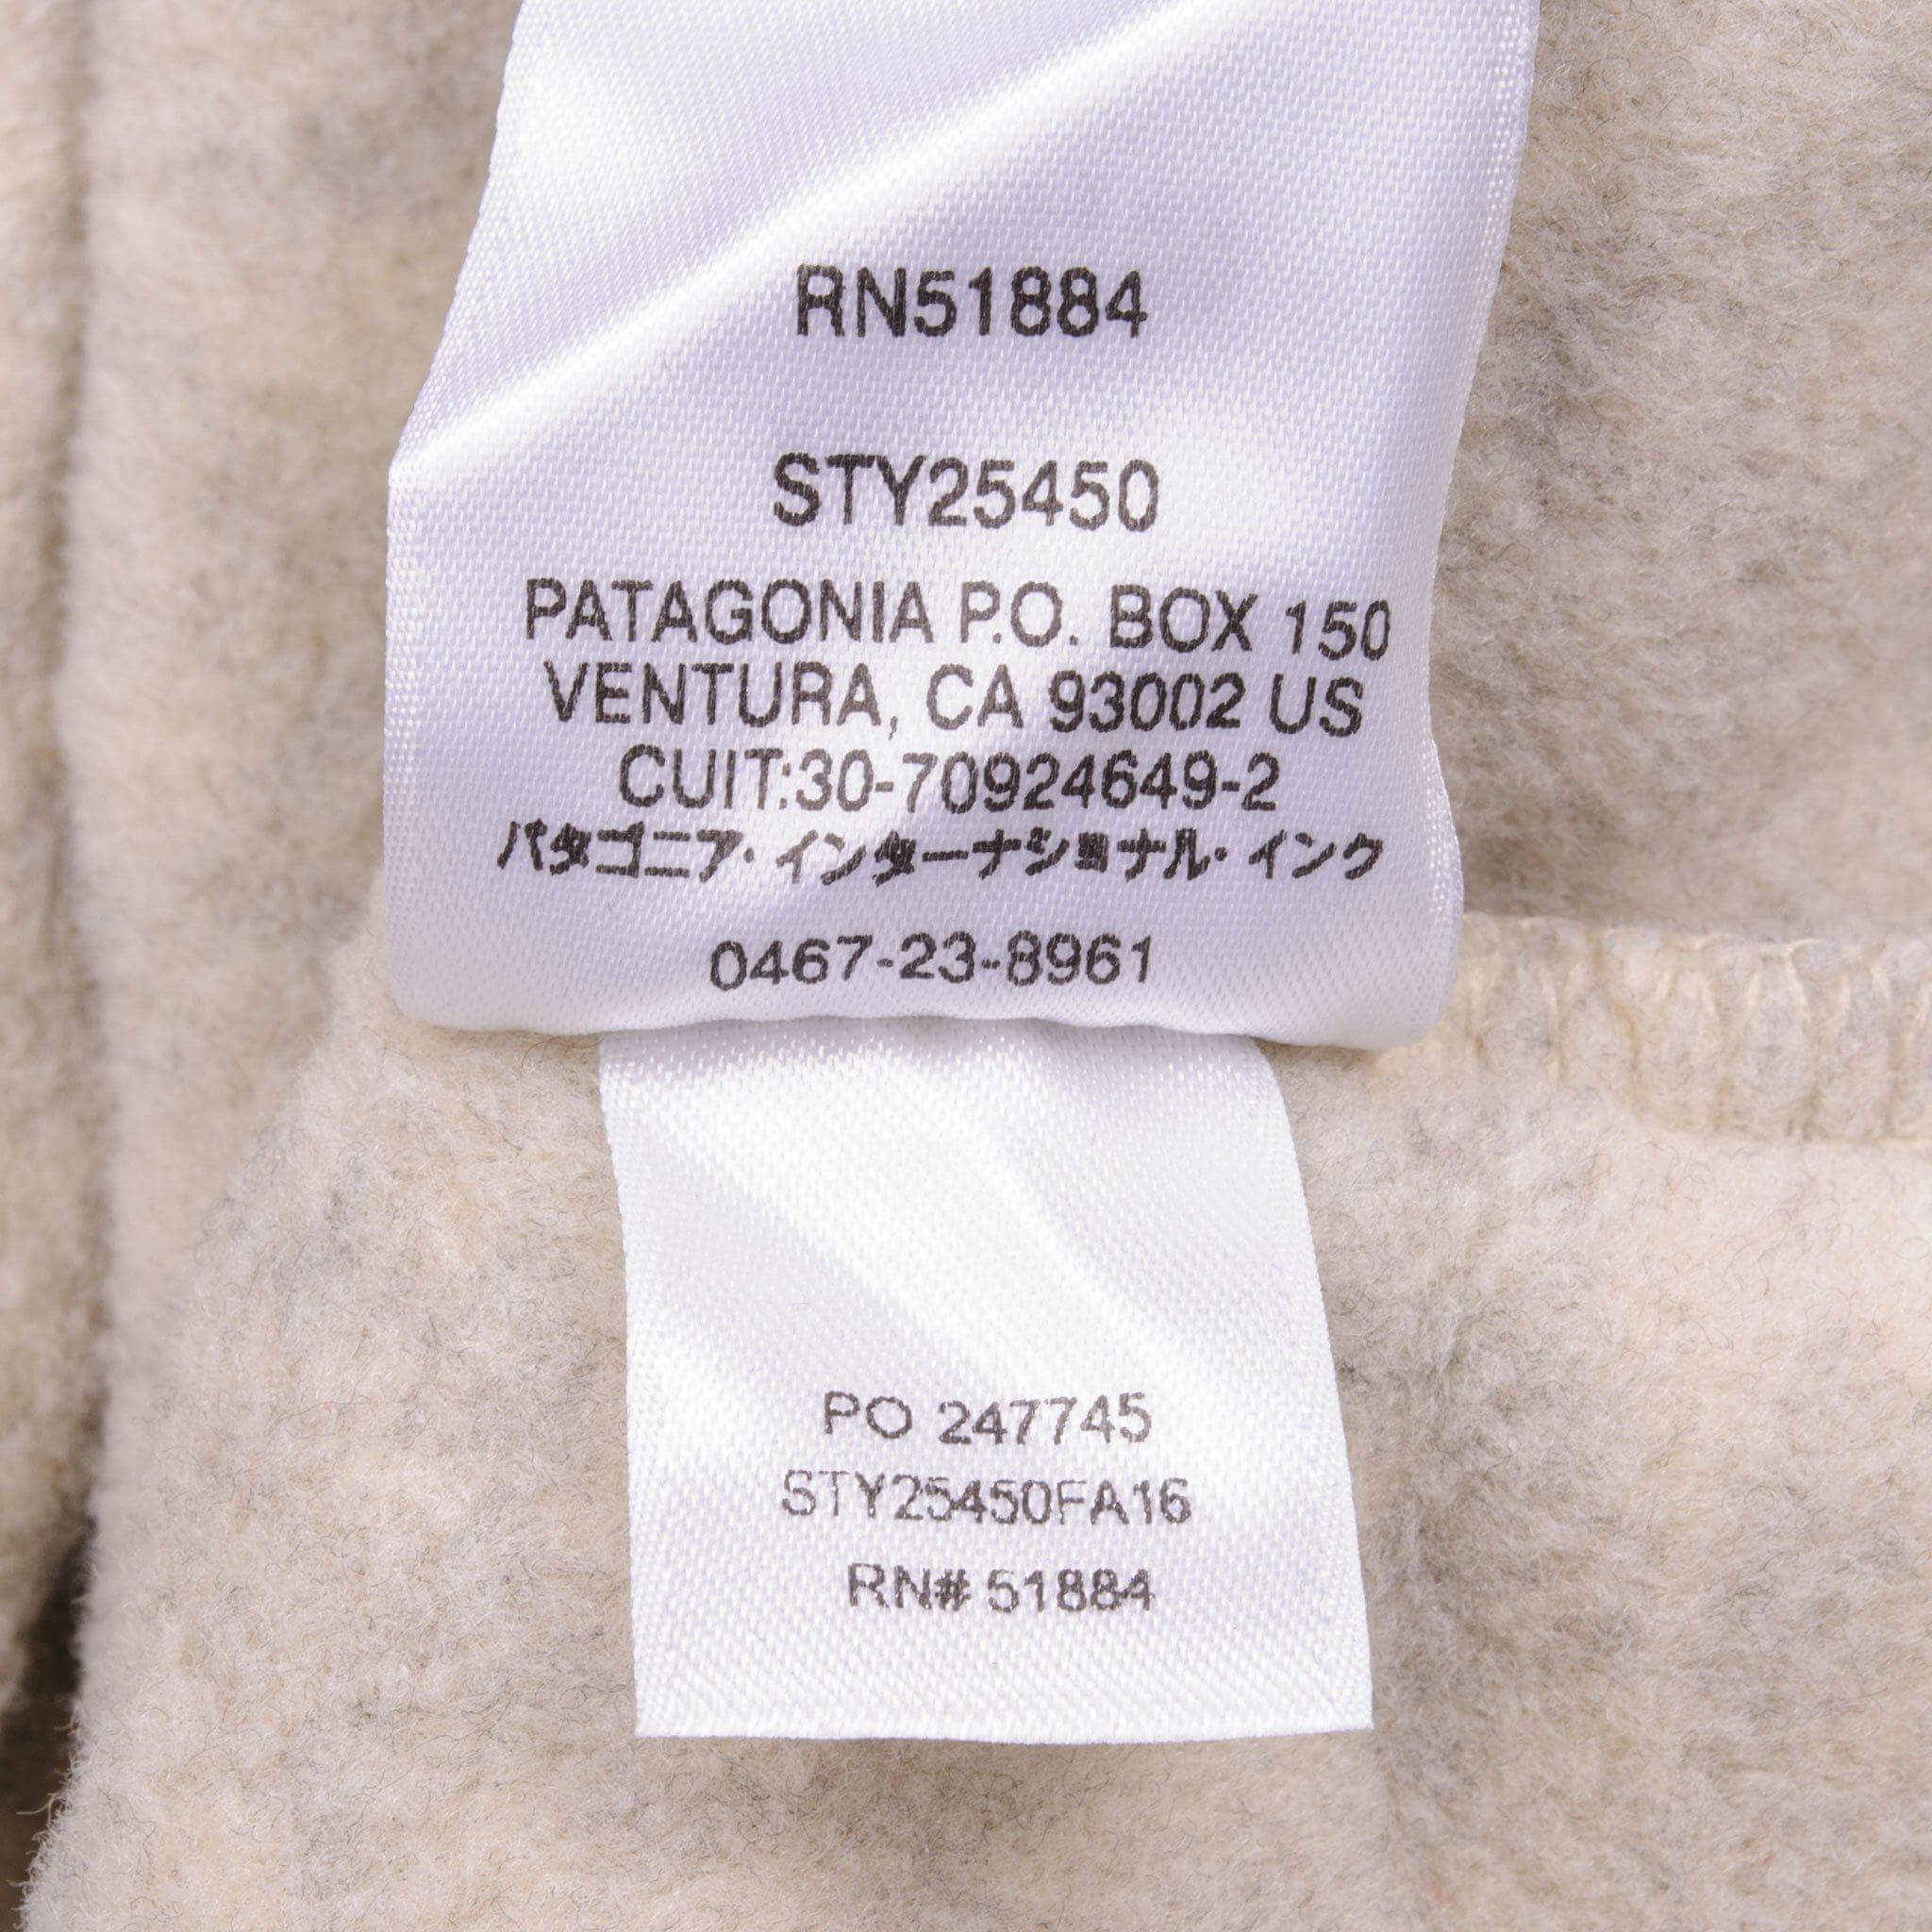 RN51884
STY25450
PATAGONIA P.O. BOX 150
VENTURA, CA 93002 US
CUIT:30-70924649-2
パタゴニア・インターナショナル・インク
0467-23-8961
PO 247745
STY25450FA16
RN# 51884